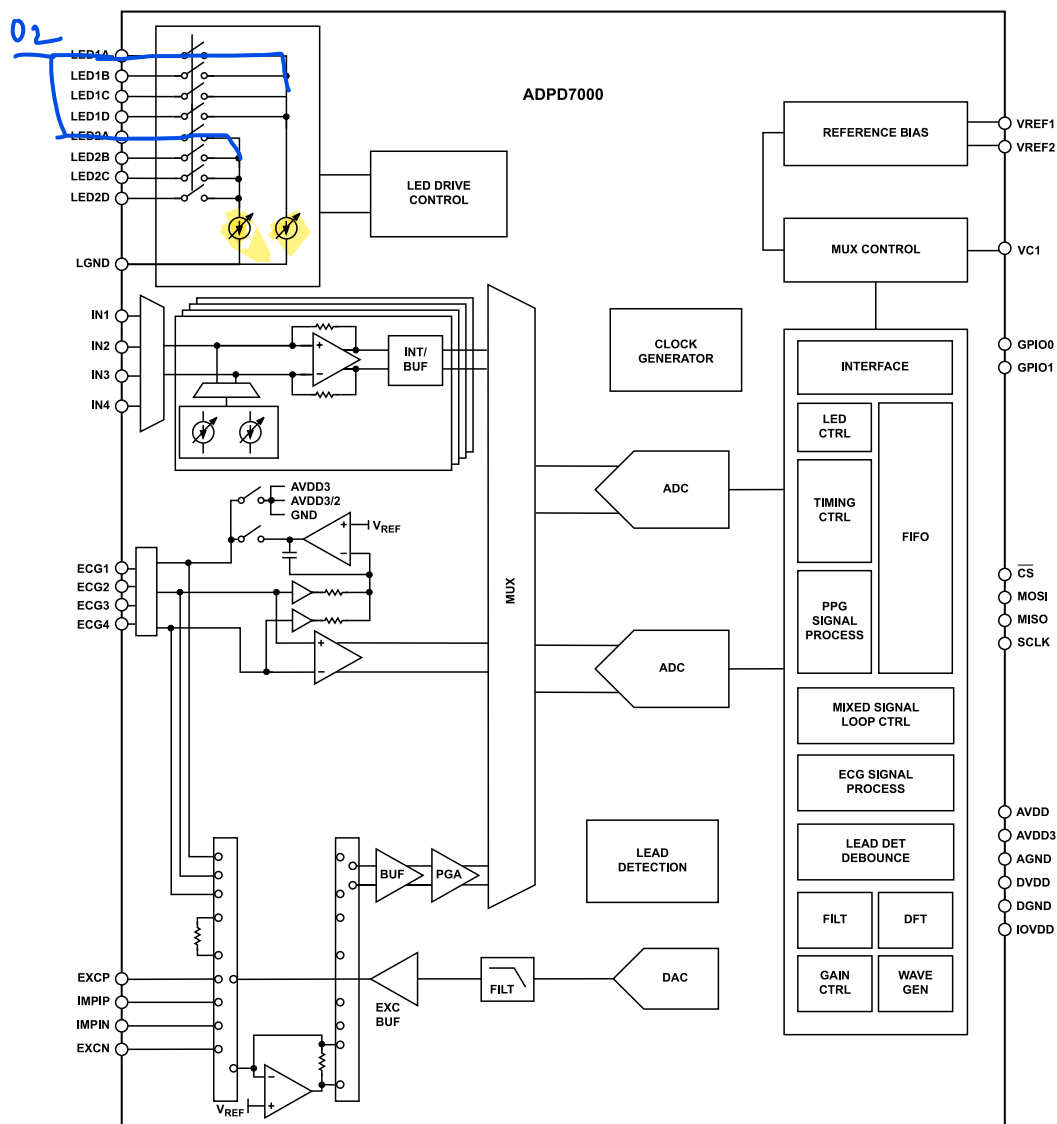 O2
LED1A
LED1B
LED1C
LED1D
LED2A
LED2B
LED2C
LED2D
LGND
LED DRIVE
CONTROL
ADPD7000
REFERENCE BIAS
VREF1
VREF2
MUX CONTROL
VC1
IN1
IN2
IN3
IN4
INT/
BUF
CLOCK
GENERATOR
GPIO0
GPIO1
INTERFACE
LED
CTRL
TIMING
CTRL
FIFO
PPG
SIGNAL
PROCESS
ADC
MUX
AVDD3
AVDD3/2
GND
VREF
ECG1
ECG2
ECG3
ECG4
ADC
CS
MOSI
MISO
SCLK
MIXED SIGNAL
LOOP CTRL
ECG SIGNAL
PROCESS
LEAD DET
DEBOUNCE
FILT
DFT
GAIN
CTRL
WAVE
GEN
AVDD
AVDD3
AGND
DVDD
DGND
IOVDD
LEAD
DETECTION
BUF
PGA
EXCP
IMPIP
IMPIN
EXCN
EXC
BUF
FILT
DAC
VREF